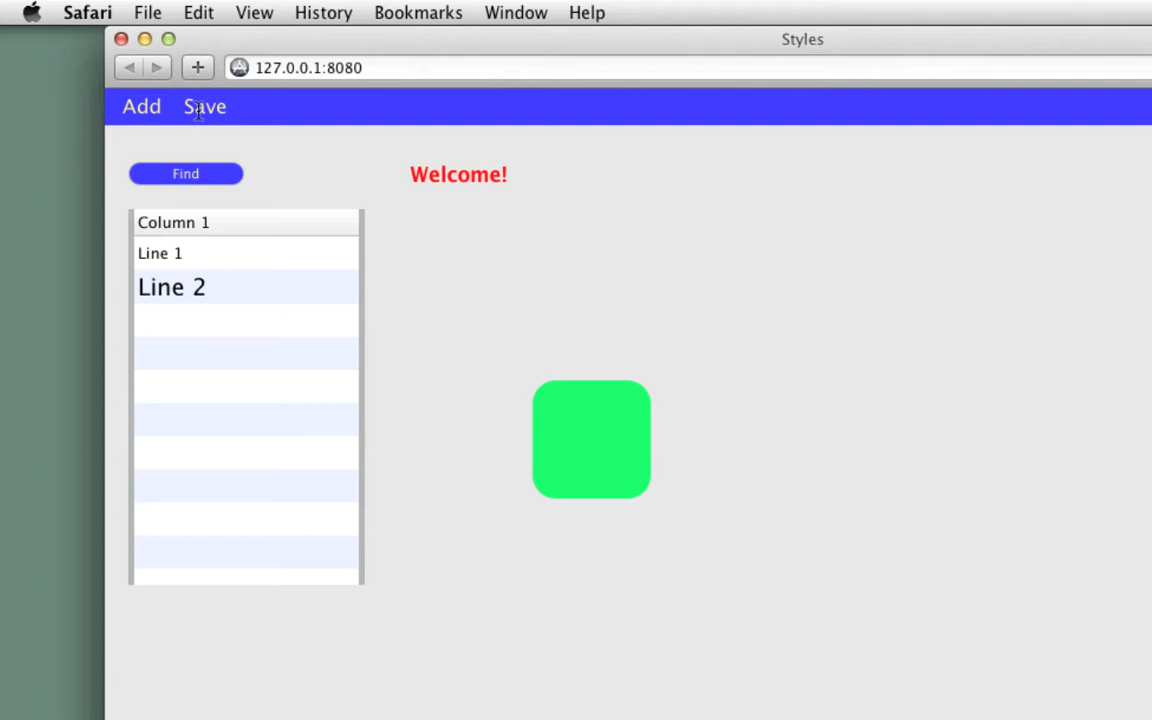 Safari File Edit View History Bookmarks Window Help
Styles
127.0.0.1:8080
Add Save
Find
Welcome!
Column 1
Line 1
Line 2